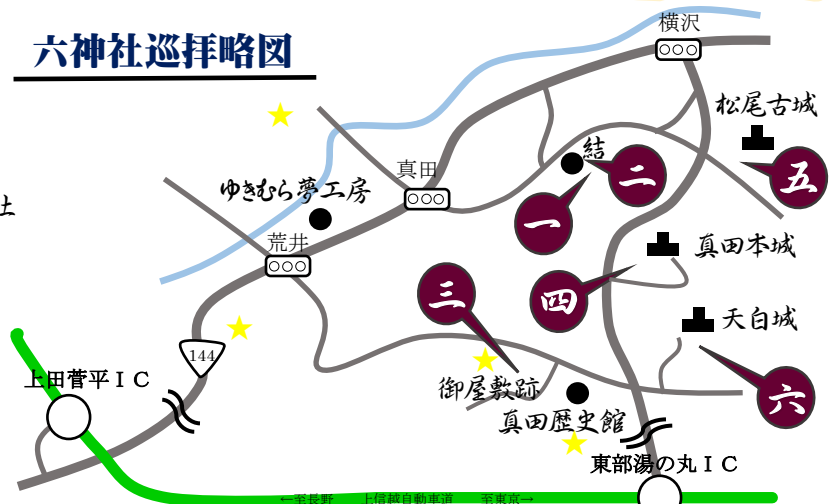 六神社巡拝略図
横沢
松尾古城
結
二
五
真田
ゆきむら夢工房
土
一
荒井
真田本城
三
四
天白城
144
上田菅平IC
御屋敷跡
六
真田歴史館
東部湯の丸IC
←至長野 上信越自動車道 至東京→